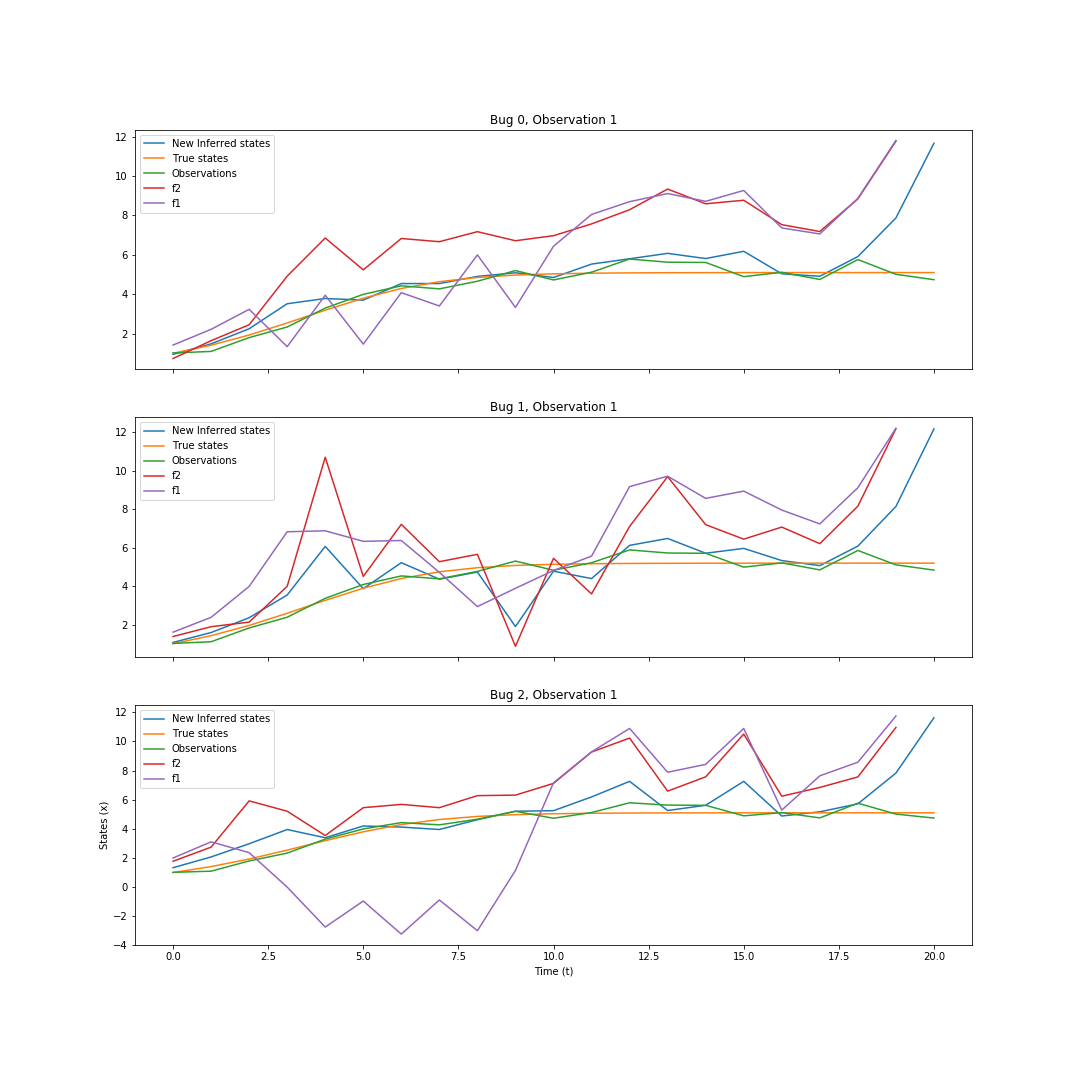 Bug 0, Observation 1
12
10
8
6
4
2
New Inferred states
True states
Observations
f2
f1
Bug 1, Observation 1
12
10
8
6
4
2
New Inferred states
True states
Observations
f2
f1
Bug 2, Observation 1
12
10
8
6
4
2
0
−2
−4
New Inferred states
True states
Observations
f2
f1
States (x)
0.0 2.5 5.0 7.5 10.0 12.5 15.0 17.5 20.0
Time (t)